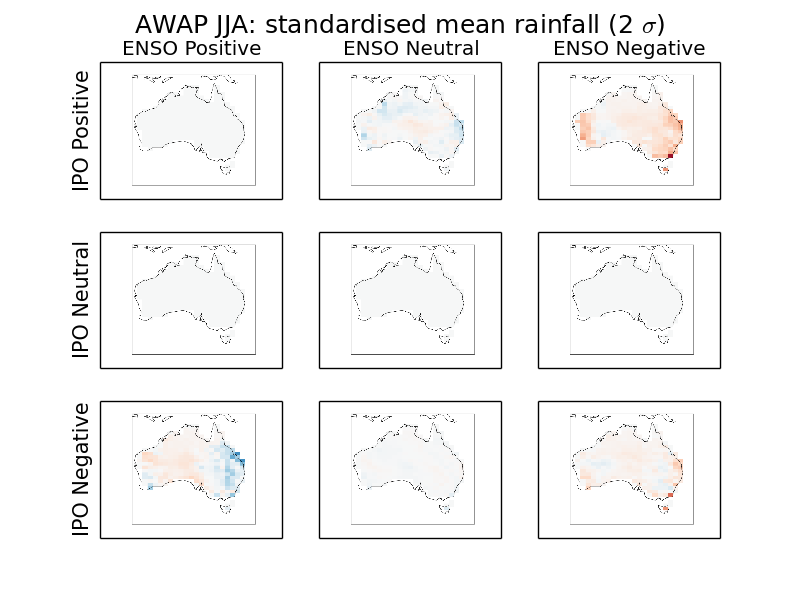 AWAP JJA: standardised mean rainfall (2 σ)
ENSO Positive
ENSO Neutral
ENSO Negative
IPO Positive
IPO Neutral
IPO Negative